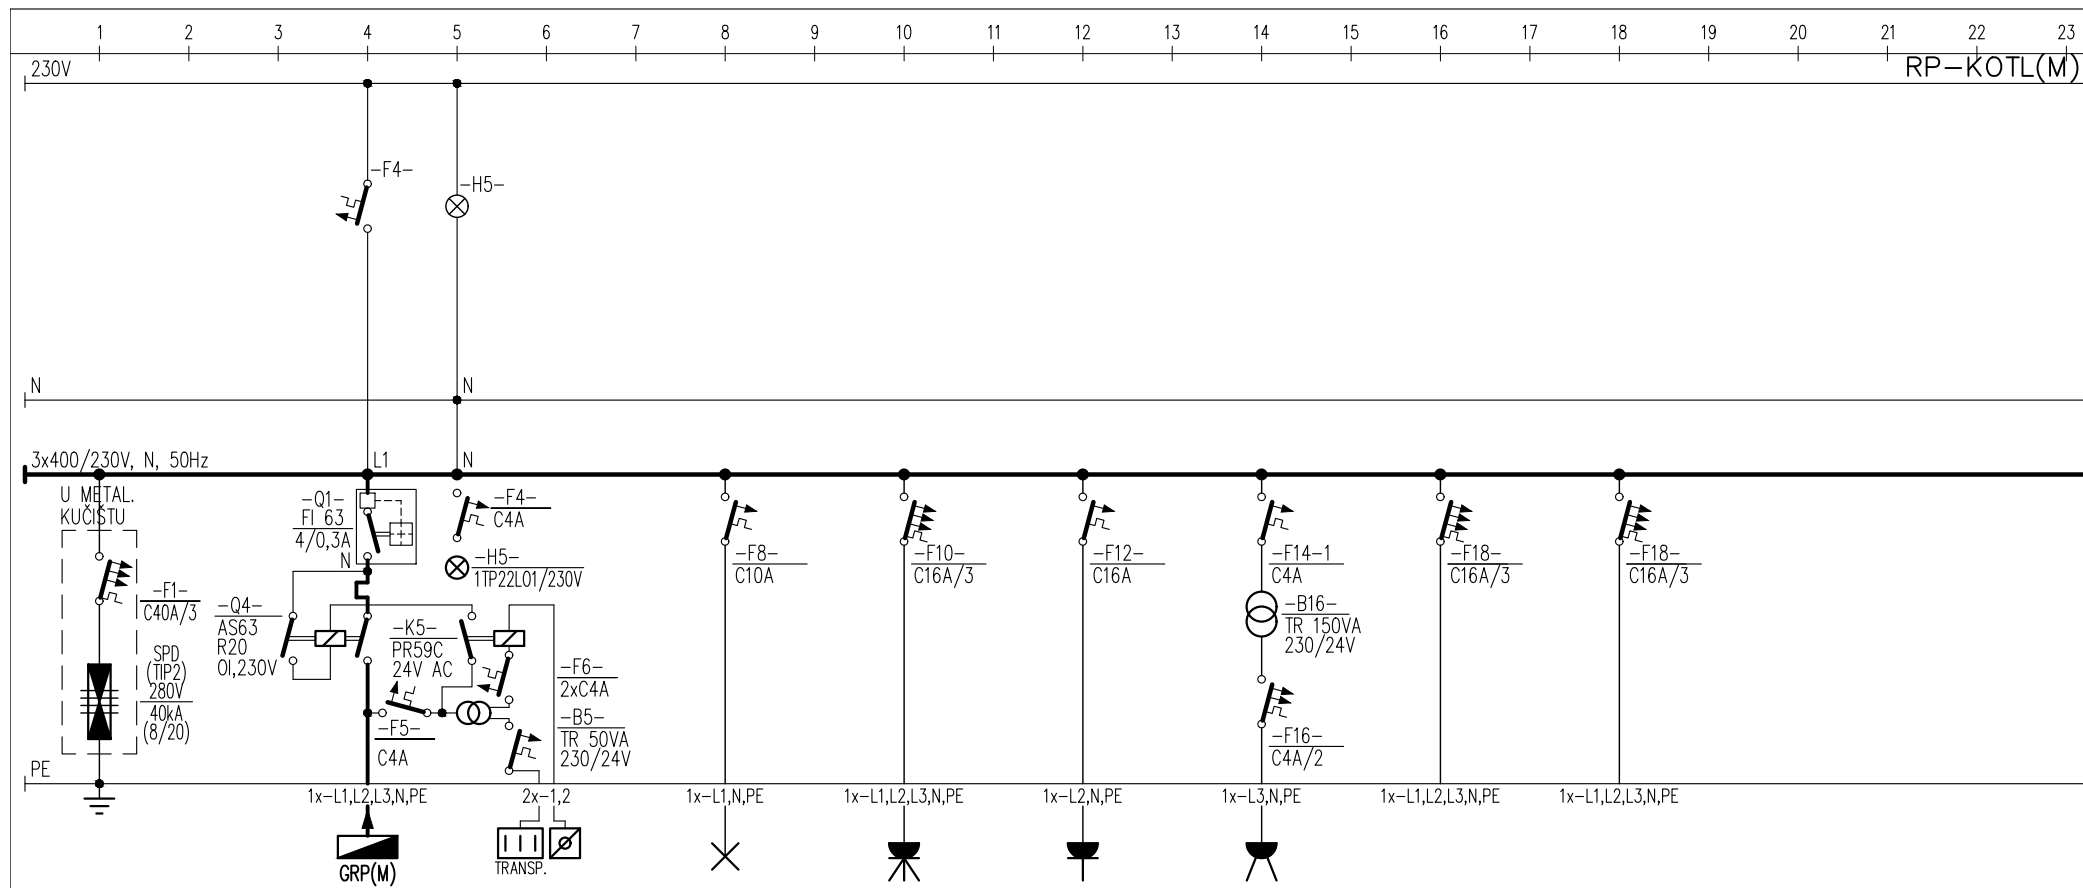 1 2 3 4 5 6 7 8 9 10 11 12 13 14 15 16 17 18 19 20 21 22 23
230V
RP-KOTL(M)
-F4-
-H5-
N
N
3x400/230V, N, 50Hz
L1
N
U METAL.
KUČIŠTU
-F1-
C40A/3
SPD
(TIP2)
280V
40kA
(8/20)
-Q1-
FI 63
4/0,3A
N
-Q4-
AS63
R20
OI,230V
-F4-
C4A
-H5-
1TP22L01/230V
-K5-
PR59C
24V AC
-F5-
C4A
-F6-
2xC4A
-B5-
TR 50VA
230/24V
-F8-
C10A
-F10-
C16A/3
-F12-
C16A
-F14-1
C4A
-B16-
TR 150VA
230/24V
-F16-
C4A/2
-F18-
C16A/3
-F18-
C16A/3
PE
1x-L1,L2,L3,N,PE
2x-1,2
1x-L1,N,PE
1x-L1,L2,L3,N,PE
1x-L2,N,PE
1x-L3,N,PE
1x-L1,L2,L3,N,PE
1x-L1,L2,L3,N,PE
GRP(M)
TRANSP.